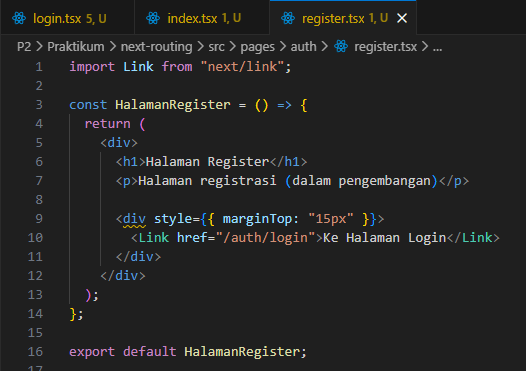 login.tsx 5, U index.tsx 1, U register.tsx 1, U
P2 > Praktikum > next-routing > src > pages > auth > register.tsx > ...
1 import Link from "next/link";
2
3 const HalamanRegister = () => {
4 return (
5 <div>
6 <h1>Halaman Register</h1>
7 <p>Halaman registrasi (dalam pengembangan)</p>
8
9 <div style={{ marginTop: "15px" }}>
10 <Link href="/auth/login">Ke Halaman Login</Link>
11 </div>
12 </div>
13 );
14 };
15
16 export default HalamanRegister;
17